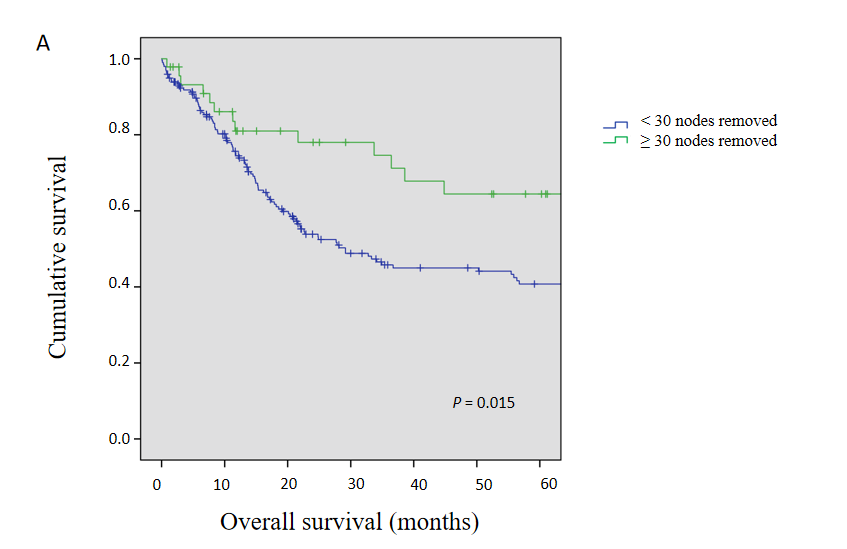 A
1.0
0.8
0.6
0.4
0.2
0.0
Cumulative survival
P = 0.015
0 10 20 30 40 50 60
Overall survival (months)
< 30 nodes removed
≥ 30 nodes removed